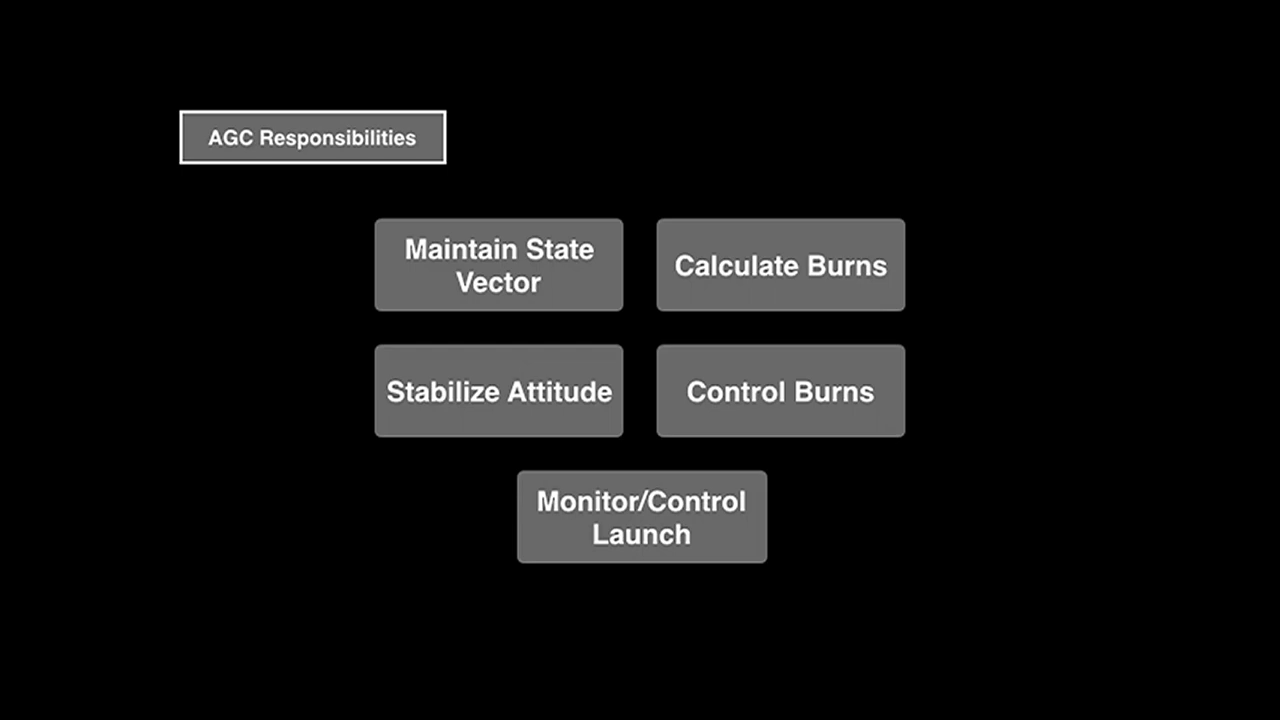 AGC Responsibilities
Maintain State
Vector
Calculate Burns
Stabilize Attitude
Control Burns
Monitor/Control
Launch